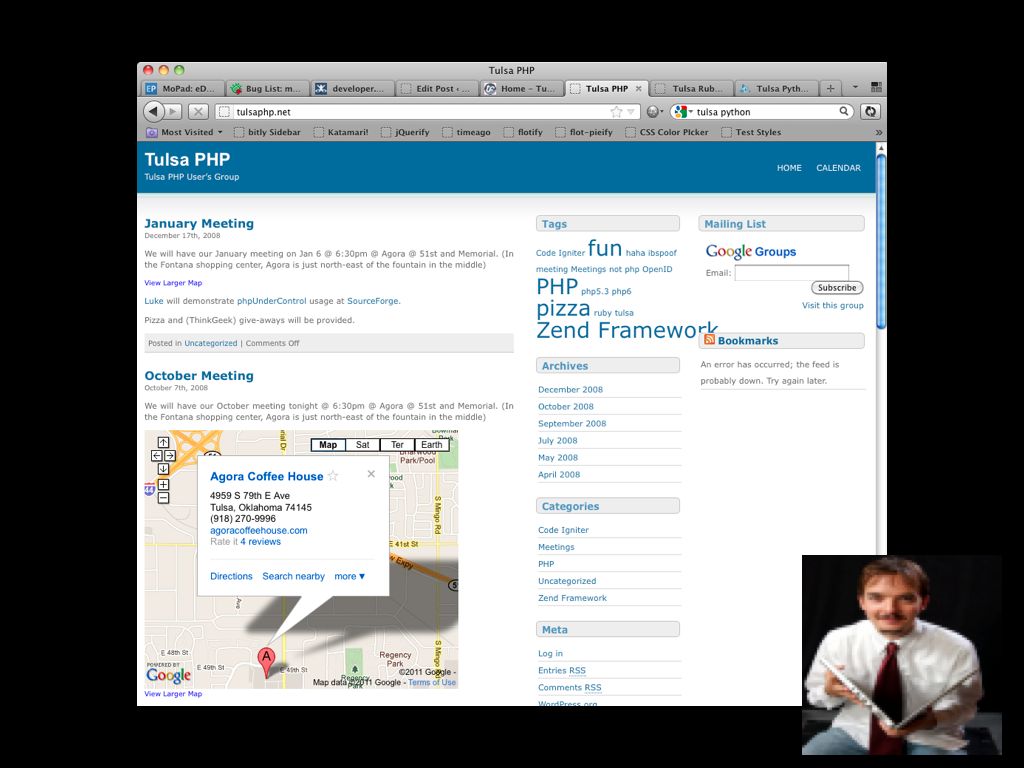 Tulsa PHP
MoPad: eD...
Bug List: m...
developer....
Edit Post ‹ ...
Home – Tu...
Tulsa PHP
Tulsa Rub...
Tulsa Pyth...
tulsaphp.net
tulsa python
Most Visited
bitly Sidebar
Katamari!
jQuerify
timeago
flotify
flot-pieify
CSS Color PIcker
Test Styles
»
Tulsa PHP
Tulsa PHP User's Group
HOME CALENDAR
January Meeting
December 17th, 2008
We will have our January meeting on Jan 6 @ 6:30pm @ Agora @ 51st and Memorial. (In
the Fontana shopping center, Agora is just north-east of the fountain in the middle)
View Larger Map
Luke will demonstrate phpUnderControl usage at SourceForge.
Pizza and (ThinkGeek) give-aways will be provided.
Posted in Uncategorized | Comments Off
October Meeting
October 7th, 2008
We will have our October meeting tonight @ 6:30pm @ Agora @ 51st and Memorial. (In
the Fontana shopping center, Agora is just north-east of the fountain in the middle)
Map Sat Ter Earth
Park/Pool
Agora Coffee House
4959 S 79th E Ave
Tulsa, Oklahoma 74145
(918) 270-9996
agoracoffeehouse.com
Rate it 4 reviews
Directions Search nearby more ▼
44
S Mingo Rd
E 41st St
S Mingo Rd
A
E 48th St
E 49th St
E 49th St
Regency
Park
POWERED BY
Google
©2011 Google -
Map data ©2011 Google - Terms of Use
View Larger Map
Tags
Code Igniter fun haha ibspoof
meeting Meetings not php OpenID
PHP php5.3 php6
pizza ruby tulsa
Zend Framework
Archives
December 2008
October 2008
September 2008
July 2008
May 2008
April 2008
Categories
Code Igniter
Meetings
PHP
Uncategorized
Zend Framework
Meta
Log in
Entries RSS
Comments RSS
WordPress.org
Mailing List
Google Groups
Email:
Subscribe
Visit this group
Bookmarks
An error has occurred; the feed is
probably down. Try again later.